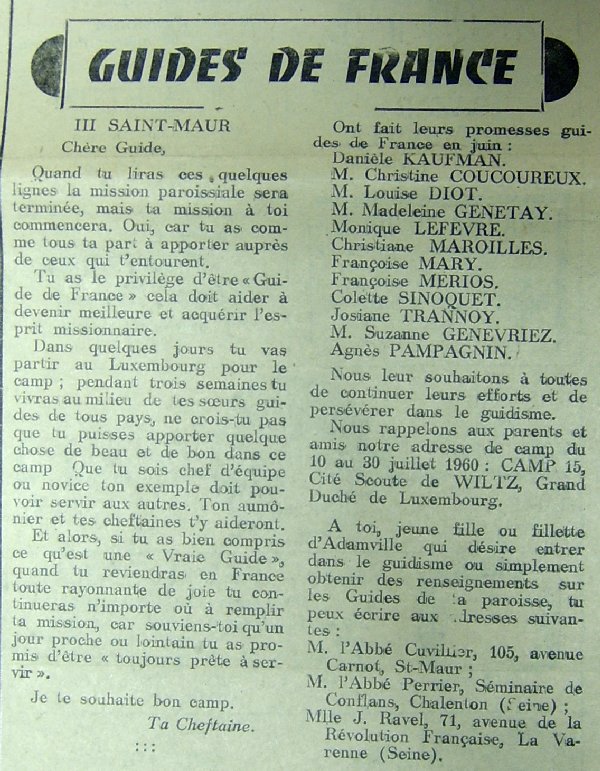 GUIDES DE FRANCE
III SAINT-MAUR
Chère Guide,
Quand tu liras ces quelques
lignes la mission paroissiale sera
terminée, mais ta mission à toi
commencera. Oui, car tu as com-
me tous ta part à apporter auprès
de ceux qui t'entourent.
Tu as le privilège d'être « Gui-
de de France » cela doit aider à
devenir meilleure et acquérir l'es-
prit missionnaire.
Dans quelques jours tu vas
partir au Luxembourg pour le
camp ; pendant trois semaines tu
vivras au milieu de tes sœurs gui-
des de tous pays, ne crois-tu pas
que tu puisses apporter quelque
chose de beau et de bon dans ce
camp Que tu sois chef d'équipe
ou novice ton exemple doit pou-
voir servir aux autres. Ton aumô-
nier et tes cheftaines t'y aideront.
Et alors, si tu as bien compris
ce qu'est une « Vraie Guide »,
quand tu reviendras en France
toute rayonnante de joie tu con-
tinueras n'importe où à remplir
ta mission, car souviens-toi qu'un
jour proche ou lointain tu as pro-
mis d'être « toujours prête à ser-
vir ».
Je te souhaite bon camp.
Ta Cheftaine.
:::
Ont fait leurs promesses gui-
des de France en juin :
Danièle KAUFMAN.
M. Christine COUCOUREUX.
M. Louise DIOT.
M. Madeleine GENETAY.
Monique LEFEVRE.
Christiane MAROILLES.
Françoise MARY.
Françoise MERIOS.
Colette SINOQUET.
Josiane TRANNOY.
M. Suzanne GENEVRIEZ.
Agnès PAMPAGNIN.
Nous leur souhaitons à toutes
de continuer leurs efforts et de
persévérer dans le guidisme.
Nous rappelons aux parents et
amis notre adresse de camp du
10 au 30 juillet 1960 : CAMP 15,
Cité Scoute de WILTZ, Grand
Duché de Luxembourg.
A toi, jeune fille ou fillette
d'Adamville qui désire entrer
dans le guidisme ou simplement
obtenir des renseignements sur
les Guides de a paroisse, tu
peux écrire aux dresses suivan-
tes :
M. l'Abbé Cuvillier, 105, avenue
Carnot, St-Maur ;
M. l'Abbé Perrier, Séminaire de
Conflans, Chalenton (Seine) ;
Mlle J. Ravel, 71, avenue de la
Révolution Française, La Va-
renne (Seine).